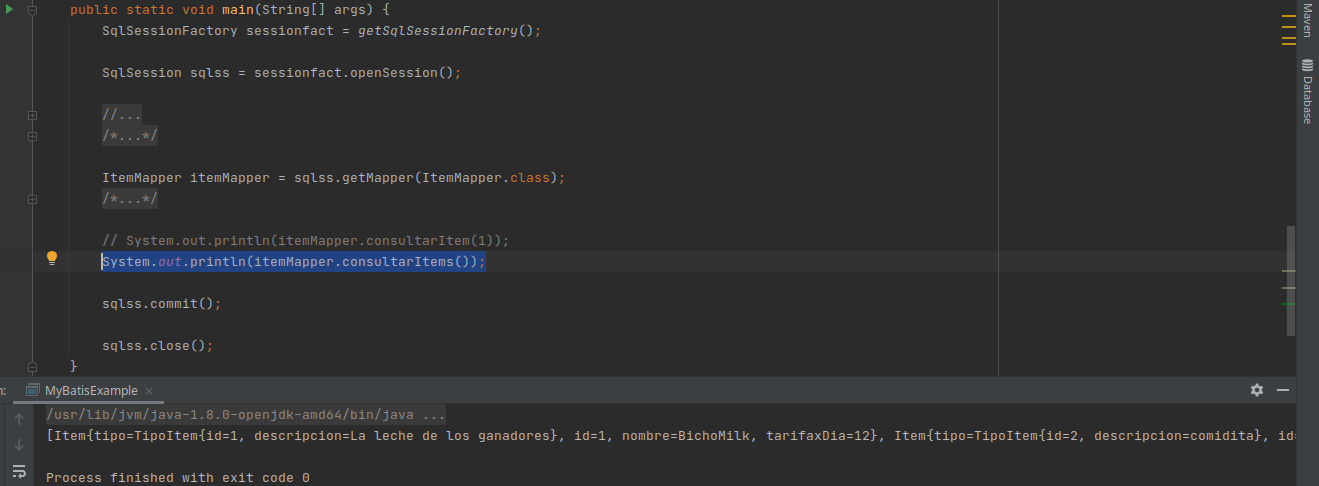 public static void main(String[] args) {
SqlSessionFactory sessionfact = getSqlSessionFactory();
SqlSession sqlss = sessionfact.openSession();
//...
/*...*/
ItemMapper itemMapper = sqlss.getMapper(ItemMapper.class);
/*...*/
// System.out.println(itemMapper.consultarItem(1));
System.out.println(itemMapper.consultarItems());
sqlss.commit();
sqlss.close();
}
Maven
Database
MyBatisExample
/usr/lib/jvm/java-1.8.0-openjdk-amd64/bin/java ...
[Item{tipo=TipoItem{id=1, descripcion=La leche de los ganadores}, id=1, nombre=BichoMilk, tarifaxDia=12}, Item{tipo=TipoItem{id=2, descripcion=comidita}, id=
Process finished with exit code 0